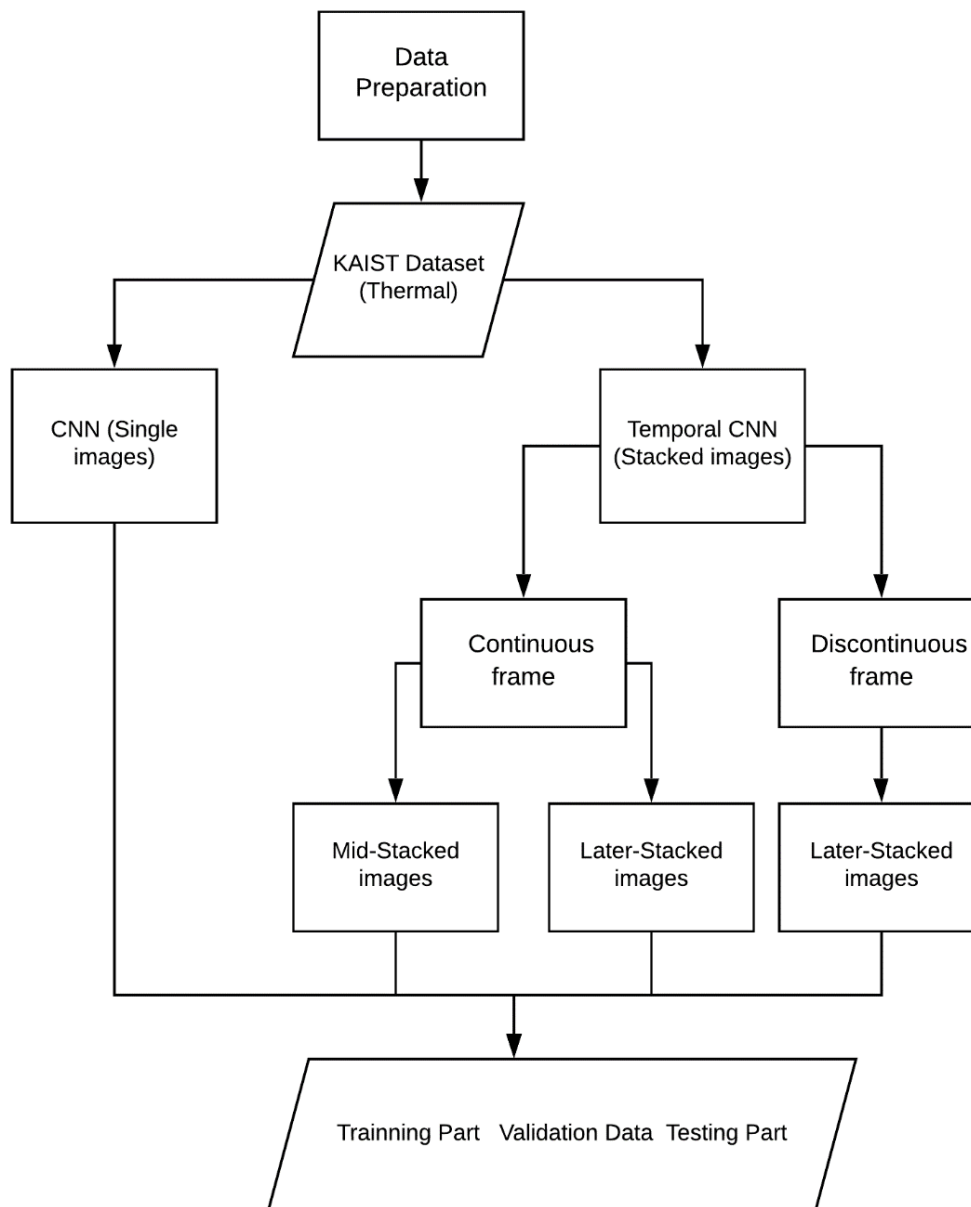 Data
Preparation
KAIST Dataset
(Thermal)
CNN (Single
images)
Temporal CNN
(Stacked images)
Continuous
frame
Discontinuous
frame
Mid-Stacked
images
Later-Stacked
images
Later-Stacked
images
Trainning Part Validation Data Testing Part